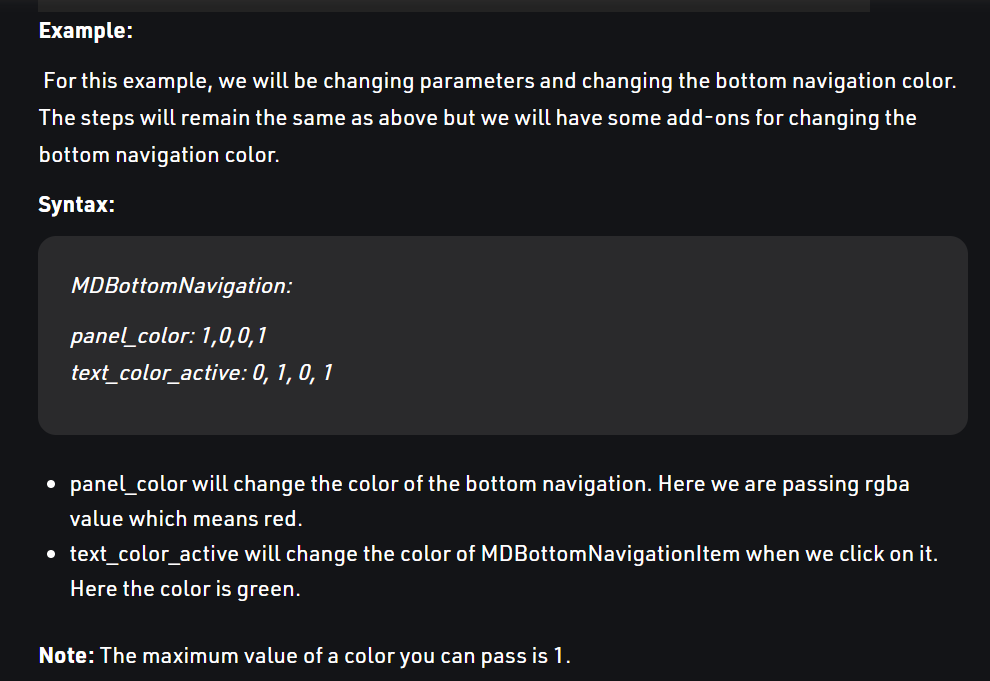 Example:
For this example, we will be changing parameters and changing the bottom navigation color.
The steps will remain the same as above but we will have some add-ons for changing the
bottom navigation color.
Syntax:
MDBottomNavigation:
panel_color: 1,0,0,1
text_color_active: 0, 1, 0, 1
• panel_color will change the color of the bottom navigation. Here we are passing rgba
value which means red.
• text_color_active will change the color of MDBottomNavigationItem when we click on it.
Here the color is green.
Note: The maximum value of a color you can pass is 1.